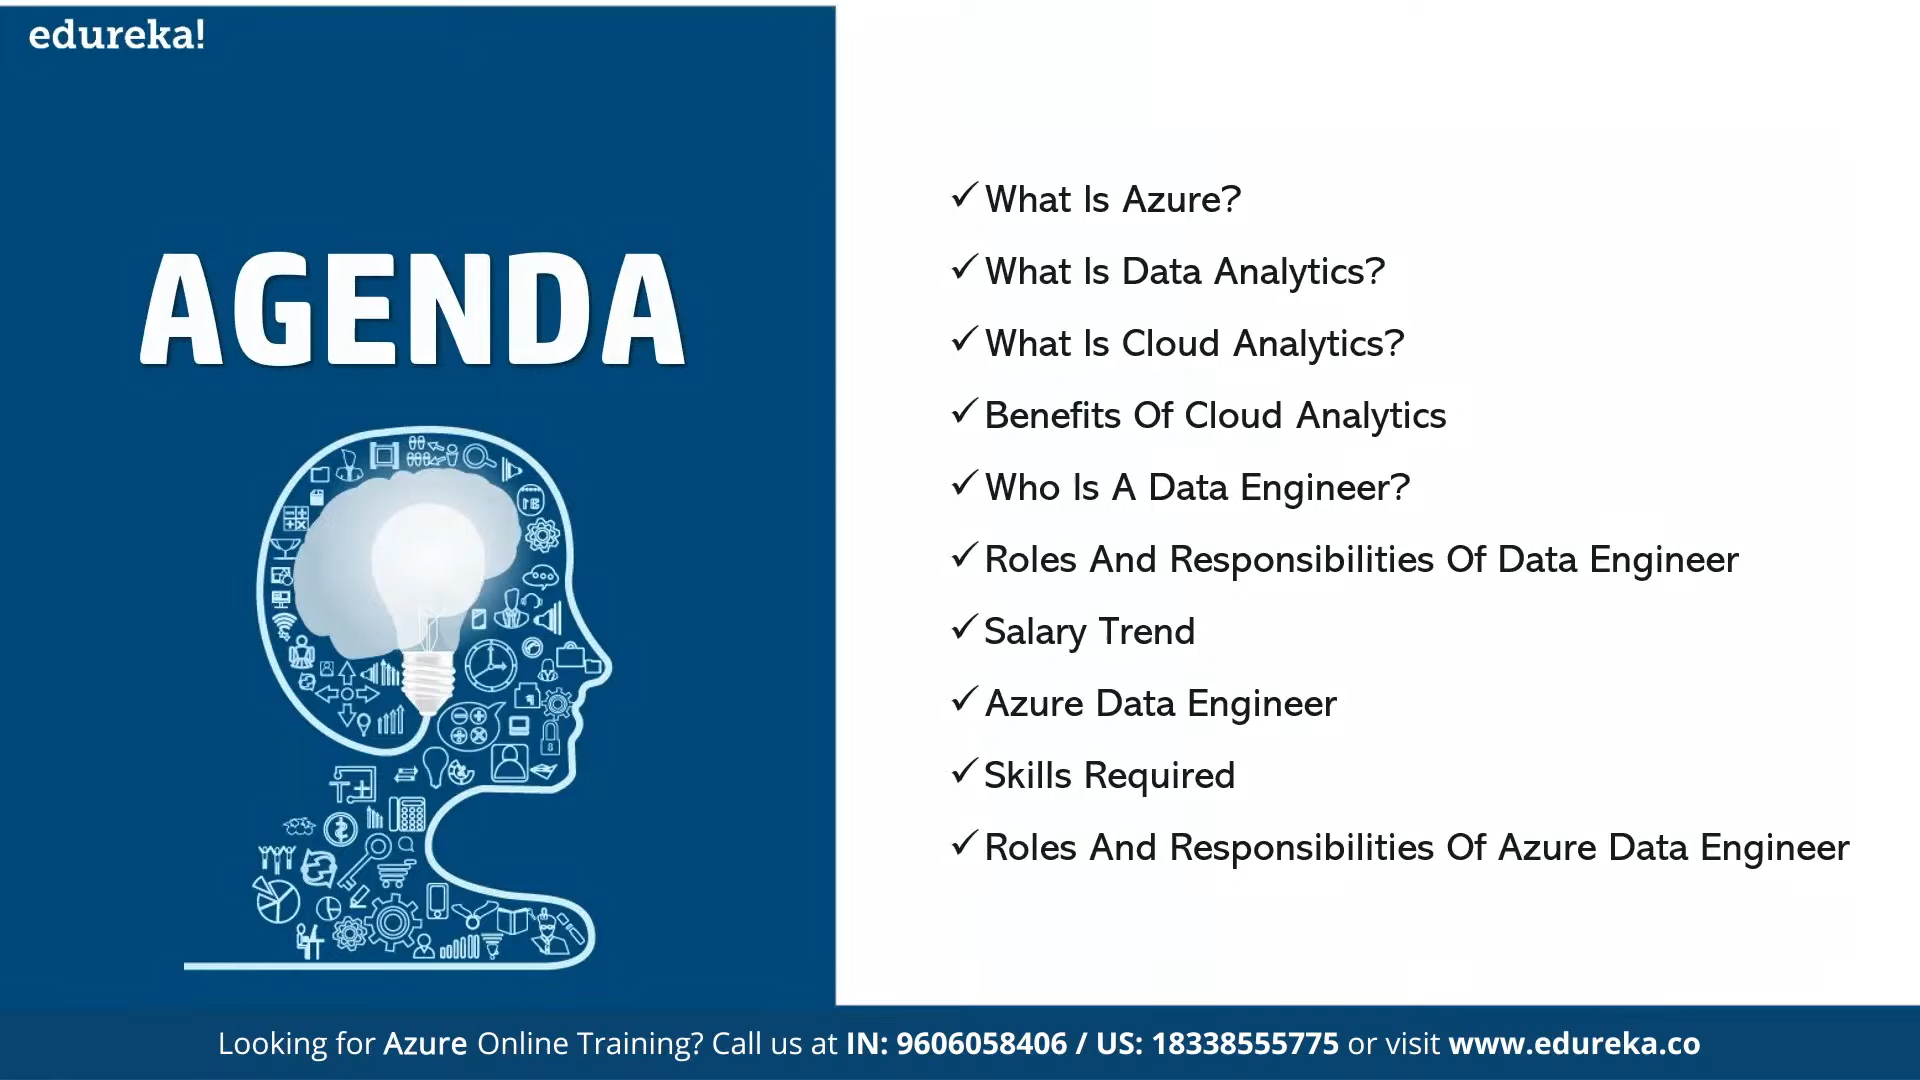 edureka!
AGENDA
What Is Azure?
What Is Data Analytics?
What Is Cloud Analytics?
Benefits Of Cloud Analytics
Who Is A Data Engineer?
Roles And Responsibilities Of Data Engineer
Salary Trend
Azure Data Engineer
Skills Required
Roles And Responsibilities Of Azure Data Engineer
Looking for Azure Online Training? Call us at IN: 9606058406 / US: 18338555775 or visit www.edureka.co